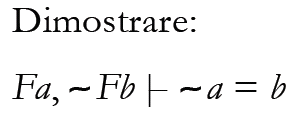 Dimostrare:
Fa, ~Fb ⊢ ~a = b